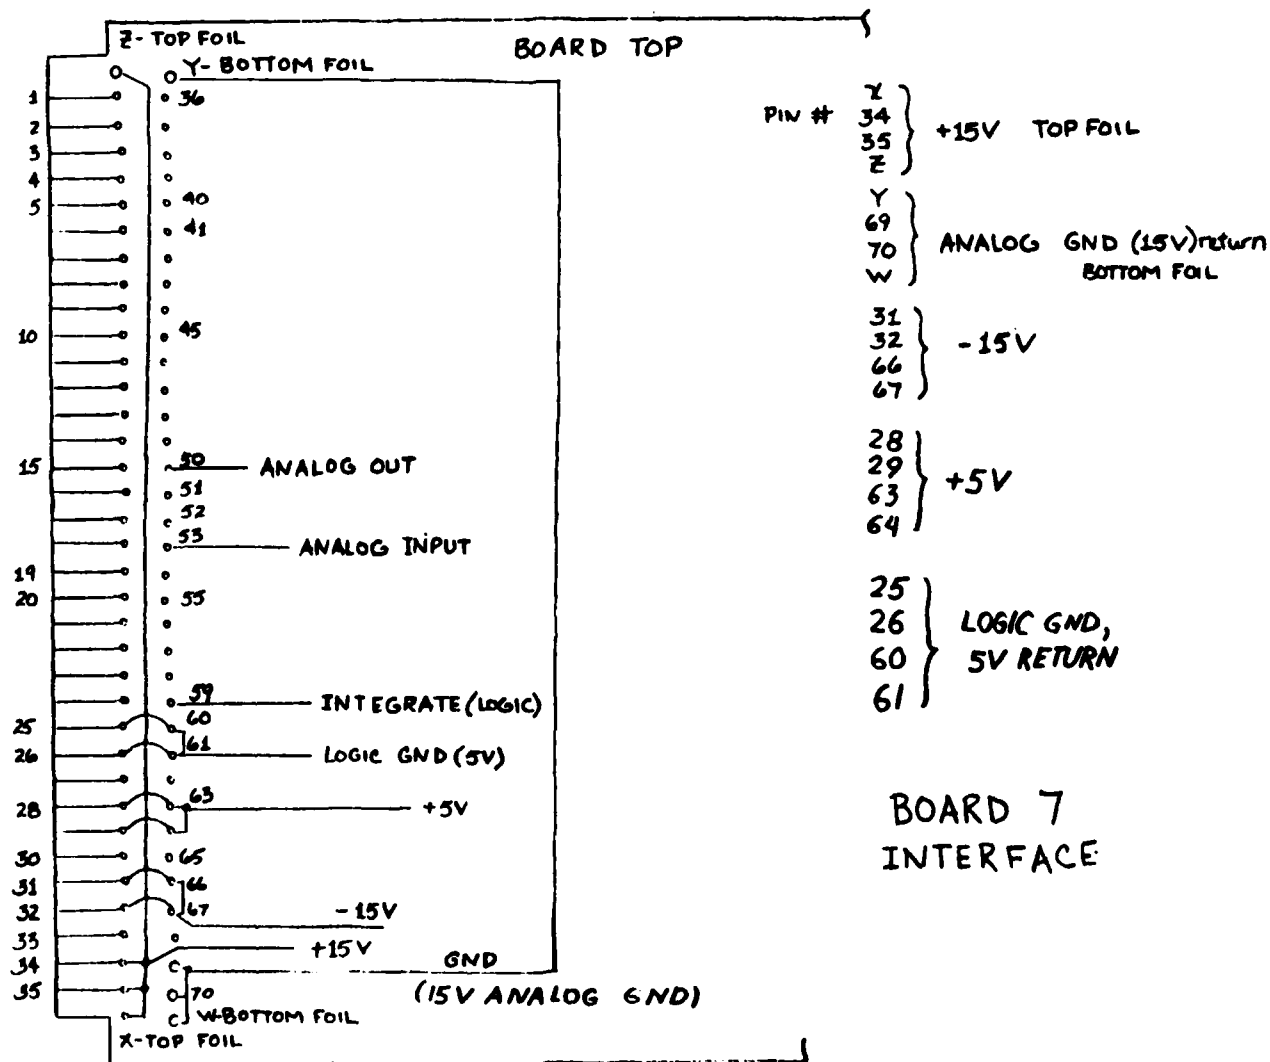 Z- TOP FOIL
BOARD TOP
Y- BOTTOM FOIL
1
36
2
3
4
5
40
41
10
45
15
50
ANALOG OUT
51
52
53
ANALOG INPUT
19
20
55
59
INTEGRATE (LOGIC)
25
60
26
61
LOGIC GND (5V)
28
63
+5V
30
65
31
66
32
67
-15V
33
+15V
34
GND
35
70
(15V ANALOG GND)
W-BOTTOM FOIL
X-TOP FOIL
PIN #
X
34
35
Z
+15V TOP FOIL
Y
69
70
W
ANALOG GND (15V) return
BOTTOM FOIL
31
32
66
67
-15V
28
29
63
64
+5V
25
26
60
61
LOGIC GND,
5V RETURN
BOARD 7
INTERFACE